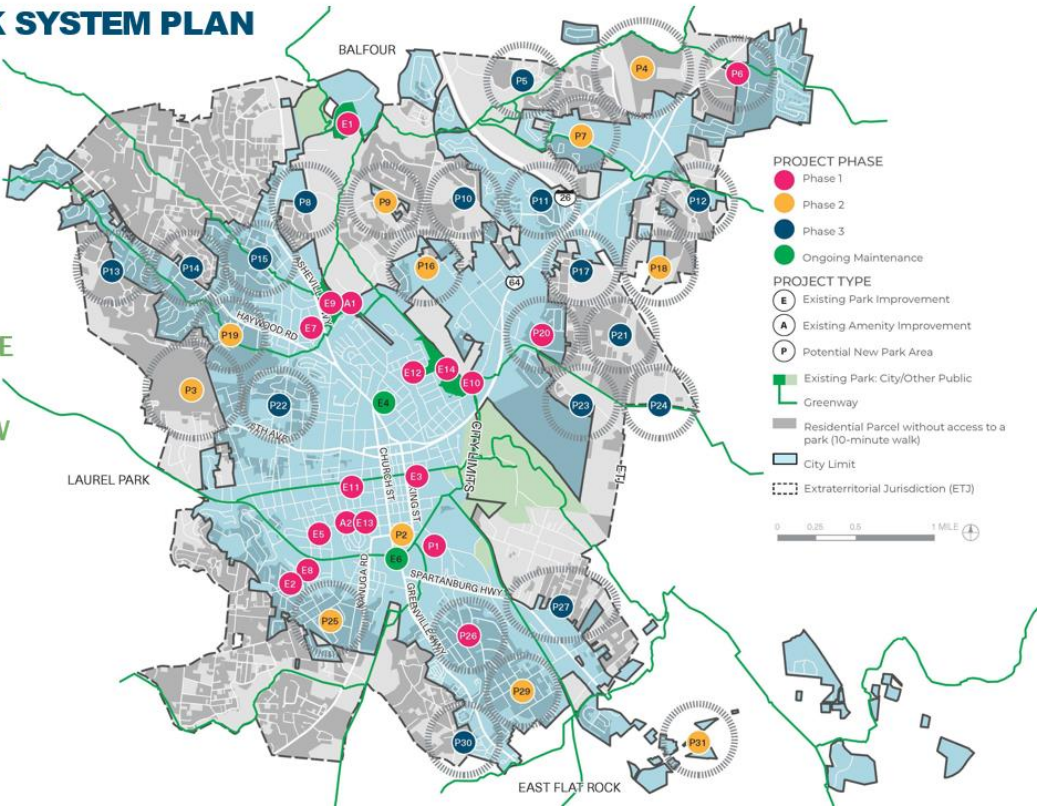 K SYSTEM PLAN
BALFOUR
P4
P5
P6
E1
P7
26
P8
P9
P10
P11
P12
P13
P14
P15
P16
P17
P18
64
E9
A1
E7
HAYWOOD RD
P19
P20
P21
E
E12
E14
E10
P3
E4
P22
P23
P24
W
6TH AVE
CITY LIMITS
CHURCH ST
KING ST
ETJ
LAUREL PARK
E3
E11
A2
E13
E5
P2
P1
E6
E8
E2
KANUGA RD
GREENVILLE HWY
SPARTANBURG HWY
P25
P26
P27
P29
P30
P31
EAST FLAT ROCK
PROJECT PHASE
Phase 1
Phase 2
Phase 3
Ongoing Maintenance
PROJECT TYPE
E Existing Park Improvement
A Existing Amenity Improvement
P Potential New Park Area
Existing Park: City/Other Public
Greenway
Residential Parcel without access to a
park (10-minute walk)
City Limit
Extraterritorial Jurisdiction (ETJ)
0 0.25 0.5 1 MILE